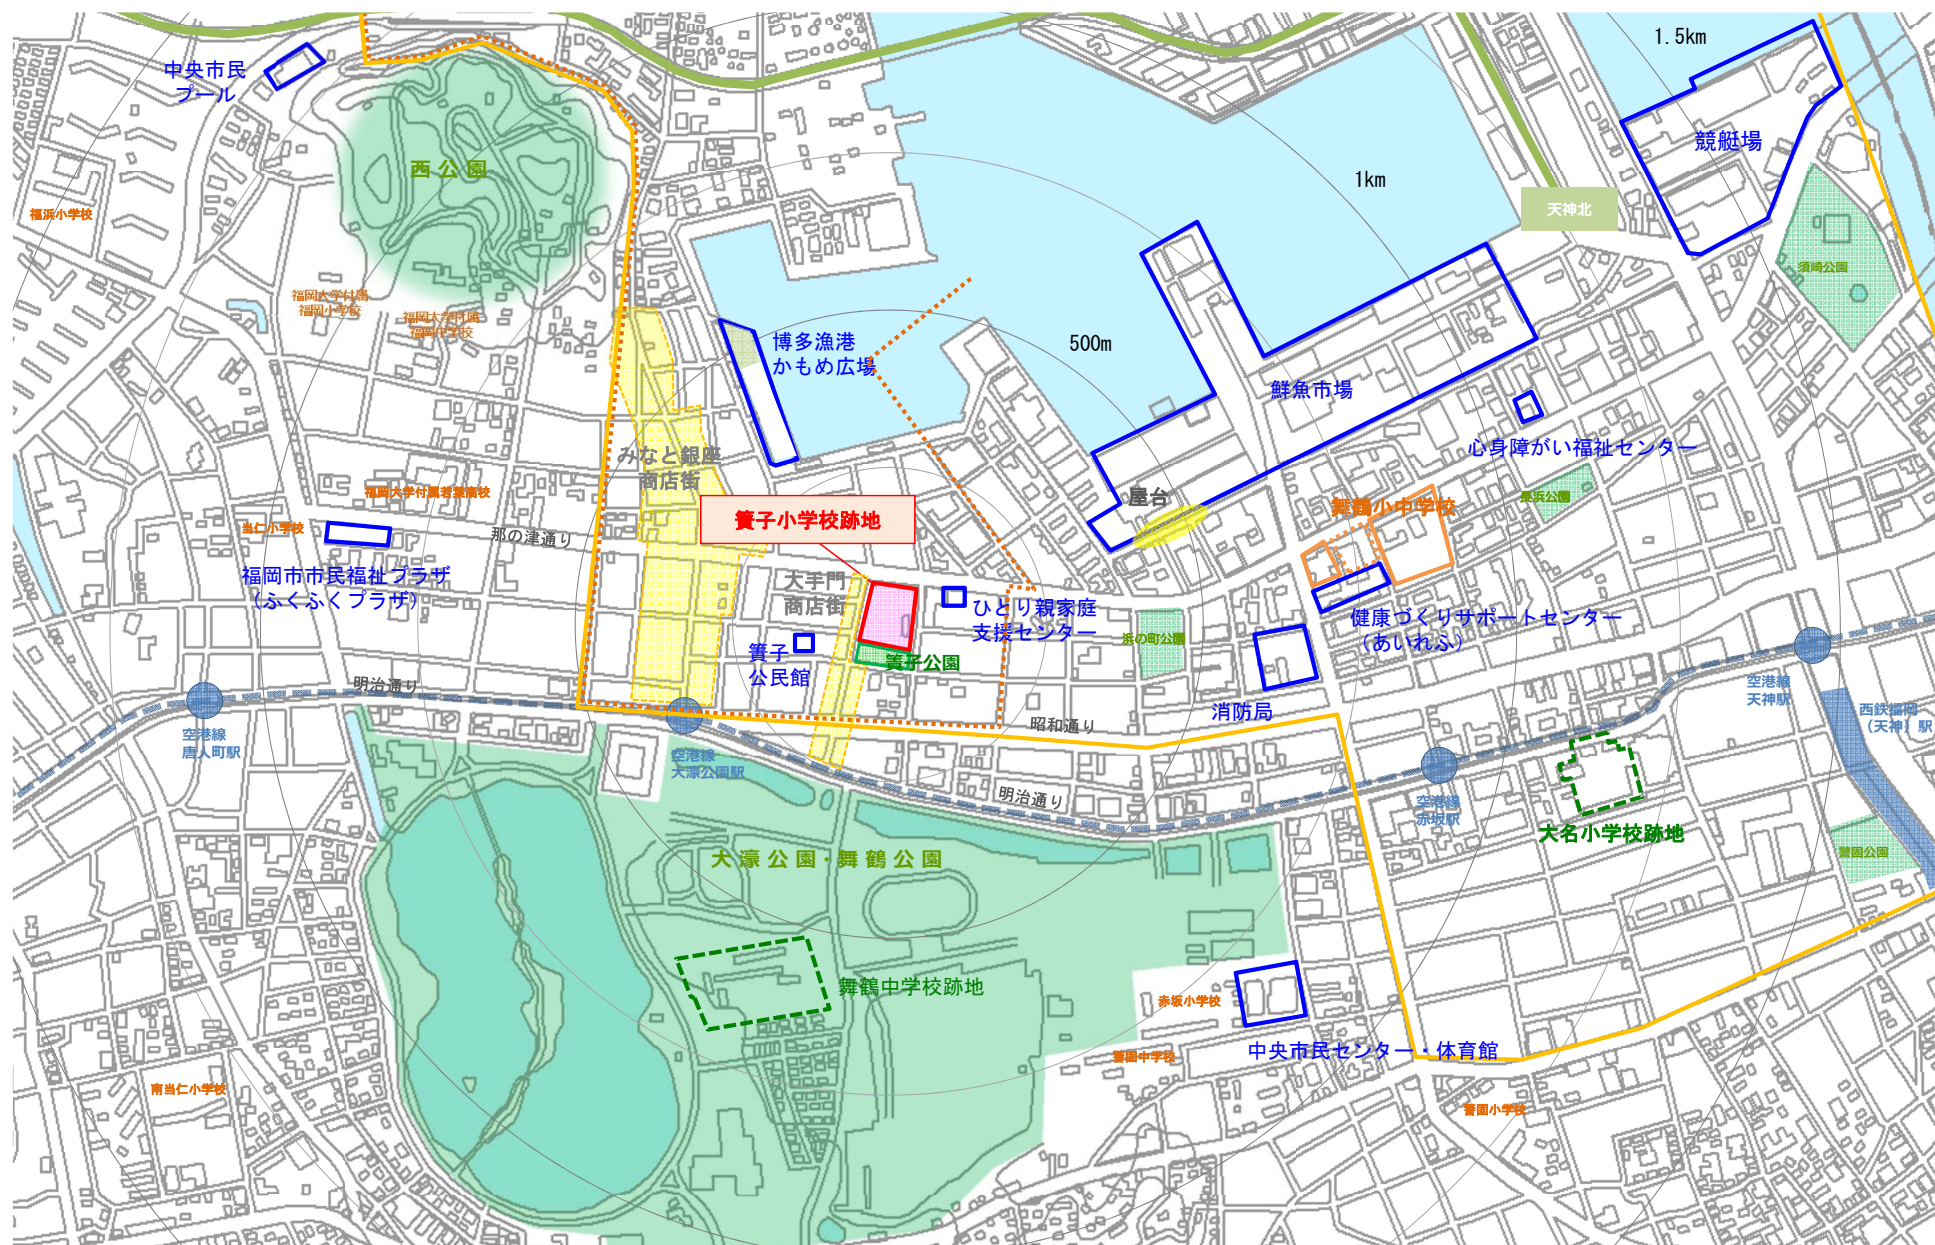 1.5km
中央市民
プール
競艇場
西公園
1km
天神北
福浜小学校
須崎公園
福岡大学付属
福岡小学校
福岡大学付属
福岡中学校
博多漁港
かもめ広場
500m
鮮魚市場
心身障がい福祉センター
みなと銀座
商店街
福岡大学付属若葉高校
屋台
長浜公園
舞鶴小中学校
簀子小学校跡地
当仁小学校
那の津通り
福岡市市民福祉プラザ
（ふくふくプラザ）
大手門
商店街
ひとり親家庭
支援センター
健康づくりサポートセンター
（あいれふ）
浜の町公園
簀子
公民館
簀子公園
明治通り
消防局
昭和通り
空港線
天神駅
西鉄福岡
（天神）駅
空港線
唐人町駅
空港線
大濠公園駅
明治通り
空港線
赤坂駅
大名小学校跡地
警固公園
大濠公園・舞鶴公園
舞鶴中学校跡地
赤坂小学校
警固中学校
中央市民センター・体育館
南当仁小学校
警固小学校